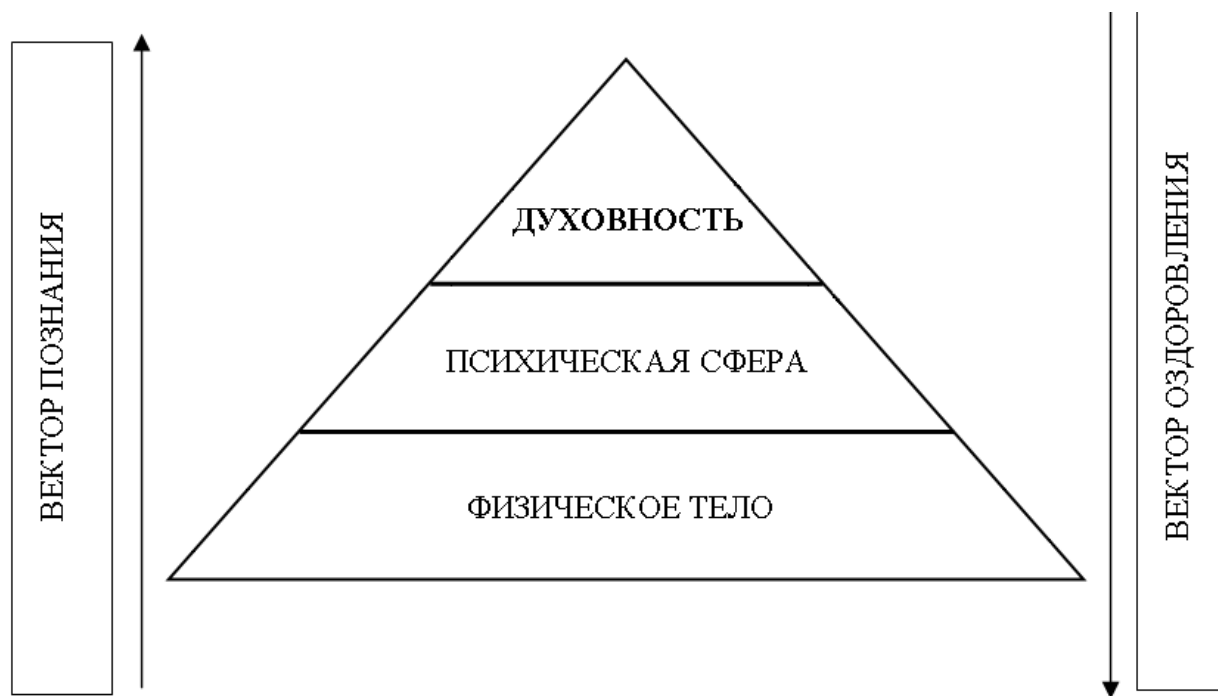 ВЕКТОР ПОЗНАНИЯ
ДУХОВНОСТЬ
ПСИХИЧЕСКАЯ СФЕРА
ФИЗИЧЕСКОЕ ТЕЛО
ВЕКТОР ОЗДОРОВЛЕНИЯ